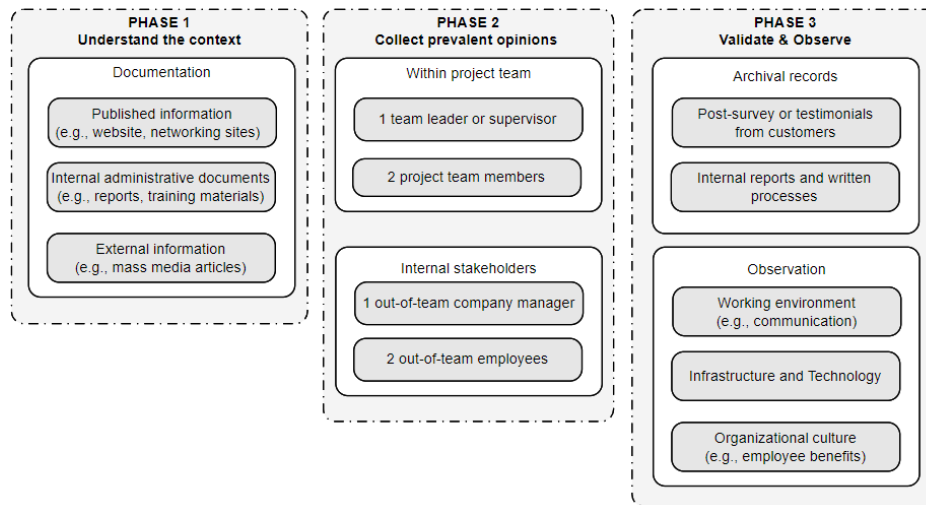 PHASE 1
Understand the context
Documentation
Published information
(e.g., website, networking sites)
Internal administrative documents
(e.g., reports, training materials)
External information
(e.g., mass media articles)
PHASE 2
Collect prevalent opinions
Within project team
1 team leader or supervisor
2 project team members
Internal stakeholders
1 out-of-team company manager
2 out-of-team employees
PHASE 3
Validate & Observe
Archival records
Post-survey or testimonials
from customers
Internal reports and written
processes
Observation
Working environment
(e.g., communication)
Infrastructure and Technology
Organizational culture
(e.g., employee benefits)